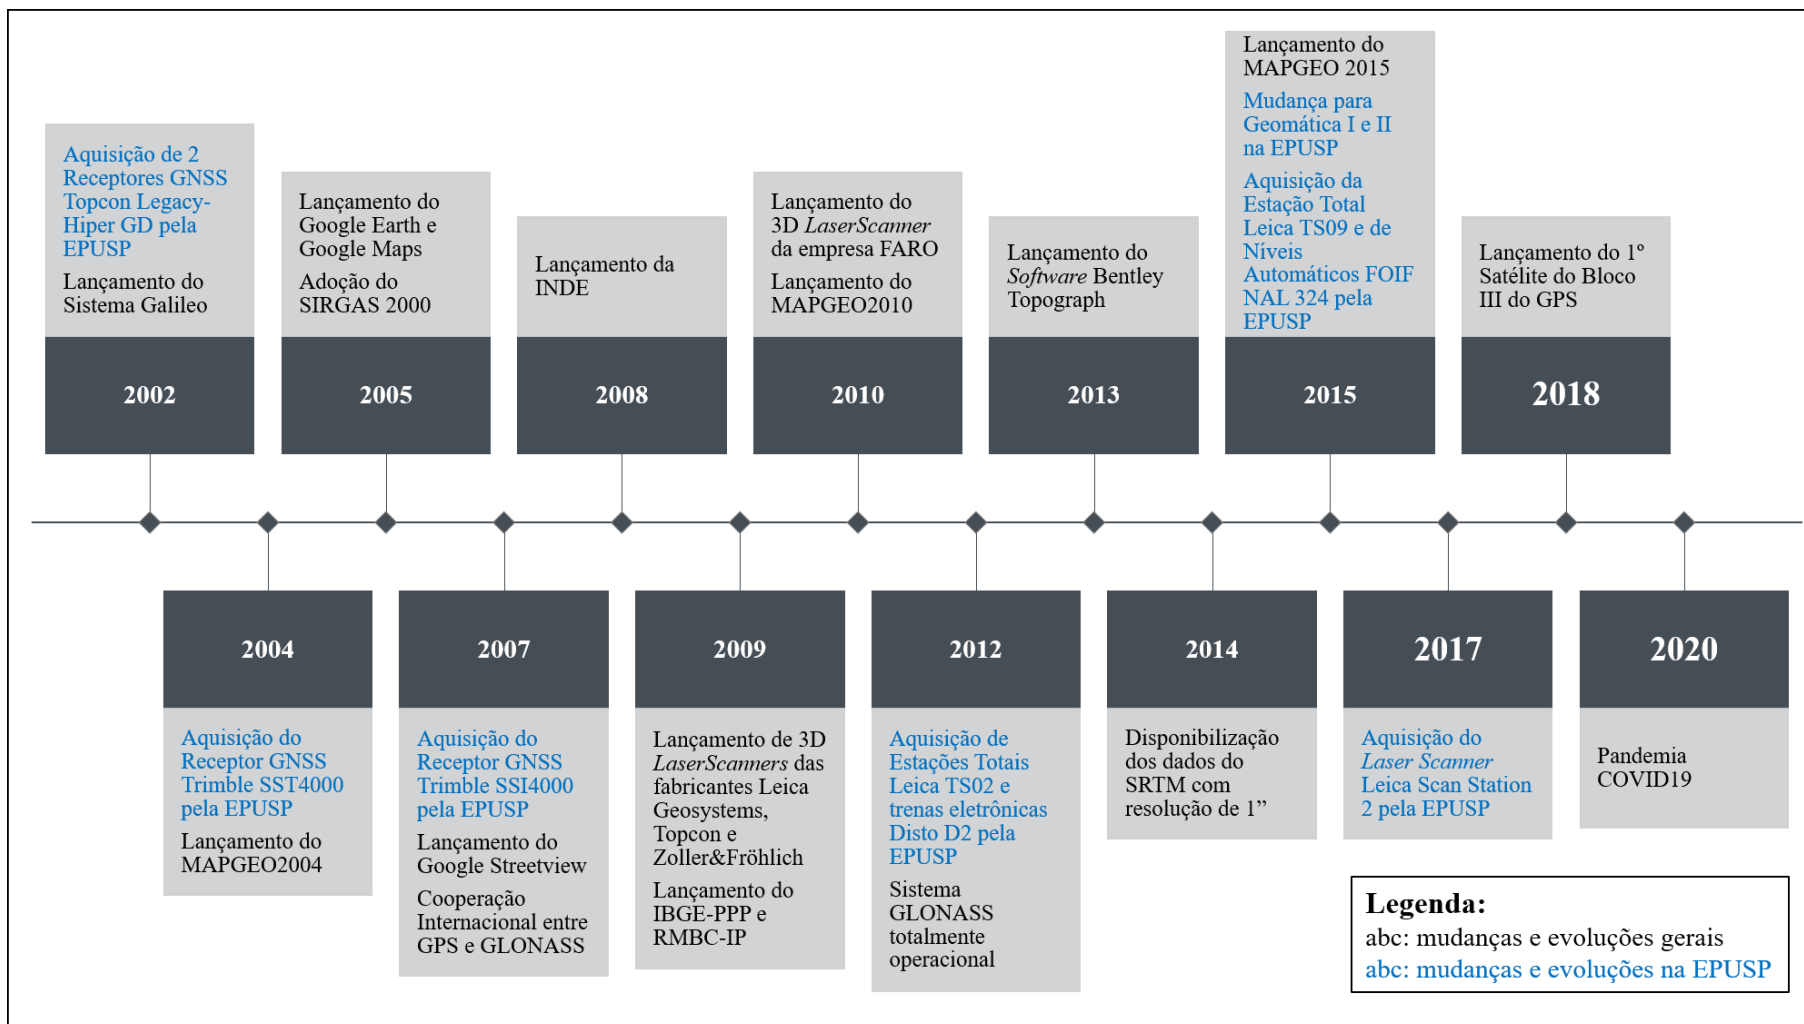 Aquisição de 2
Receptores GNSS
Topcon Legacy-
Hiper GD pela
EPUSP
Lançamento do
Sistema Galileo
2002
Lançamento do
Google Earth e
Google Maps
Adoção do
SIRGAS 2000
2005
Lançamento da
INDE
2008
Lançamento do
3D LaserScanner
da empresa FARO
Lançamento do
MAPGEO2010
2010
Lançamento do
Software Bentley
Topograph
2013
Lançamento do
MAPGEO 2015
Mudança para
Geomática I e II
na EPUSP
Aquisição da
Estação Total
Leica TS09 e de
Níveis
Automáticos FOIF
NAL 324 pela
EPUSP
2015
Lançamento do 1º
Satélite do Bloco
III do GPS
2018
2004
Aquisição do
Receptor GNSS
Trimble SST4000
pela EPUSP
Lançamento do
MAPGEO2004
2007
Aquisição do
Receptor GNSS
Trimble SSI4000
pela EPUSP
Lançamento do
Google Streetview
Cooperação
Internacional entre
GPS e GLONASS
2009
Lançamento de 3D
LaserScanners das
fabricantes Leica
Geosystems,
Topcon e
Zoller&Fröhlich
Lançamento do
IBGE-PPP e
RMBC-IP
2012
Aquisição de
Estações Totais
Leica TS02 e
trenas eletrônicas
Disto D2 pela
EPUSP
Sistema
GLONASS
totalmente
operacional
2014
Disponibilização
dos dados do
SRTM com
resolução de 1”
2017
Aquisição do
Laser Scanner
Leica Scan Station
2 pela EPUSP
2020
Pandemia
COVID19
Legenda:
abc: mudanças e evoluções gerais
abc: mudanças e evoluções na EPUSP